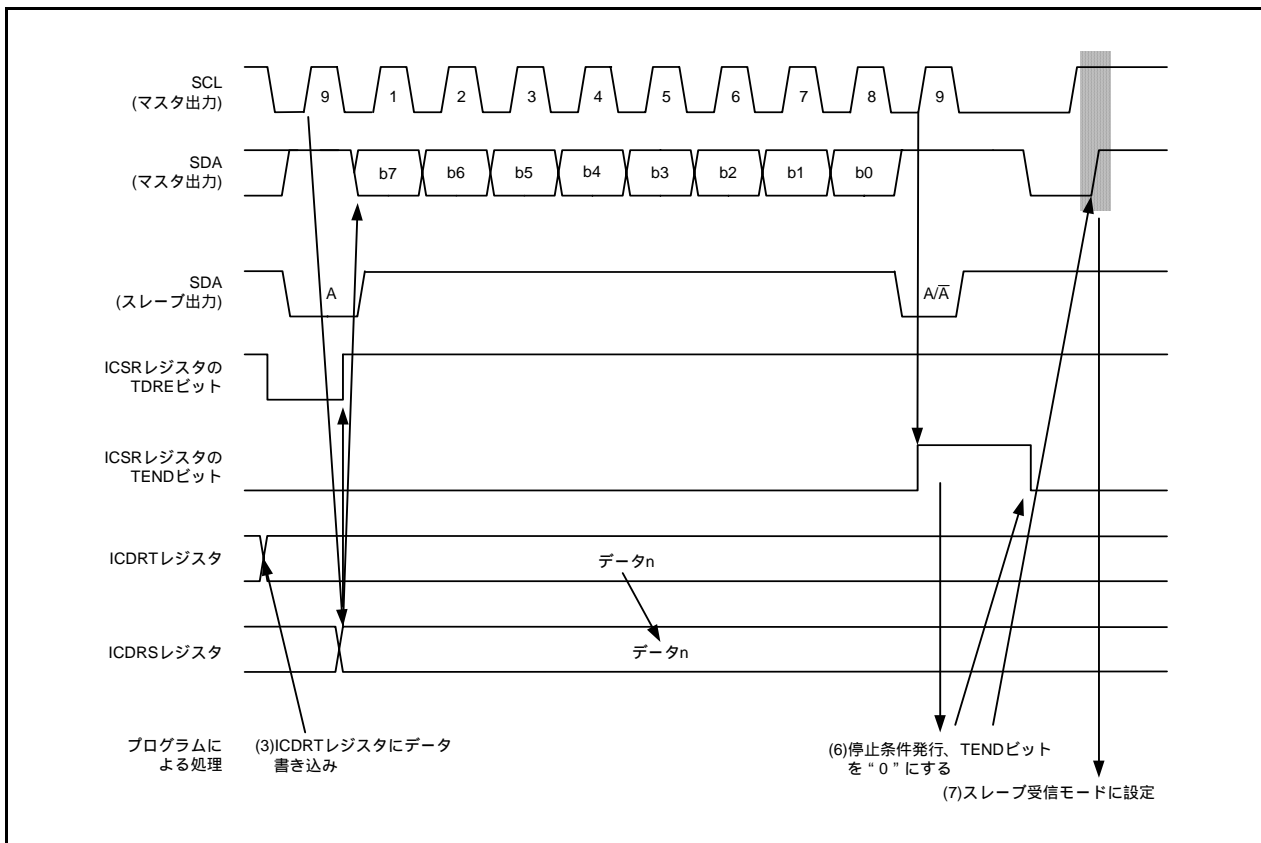 SCL
(マスタ出力)
9 1 2 3 4 5 6 7 8 9
SDA
(マスタ出力)
b7 b6 b5 b4 b3 b2 b1 b0
SDA
(スレーブ出力)
A A/A̅
ICSRレジスタの
TDREビット
ICSRレジスタの
TENDビット
ICDRTレジスタ
データn
ICDRSレジスタ
データn
プログラムに
よる処理
(3)ICDRTレジスタにデータ
書き込み
(6)停止条件発行、TENDビット
を“0”にする
(7)スレーブ受信モードに設定